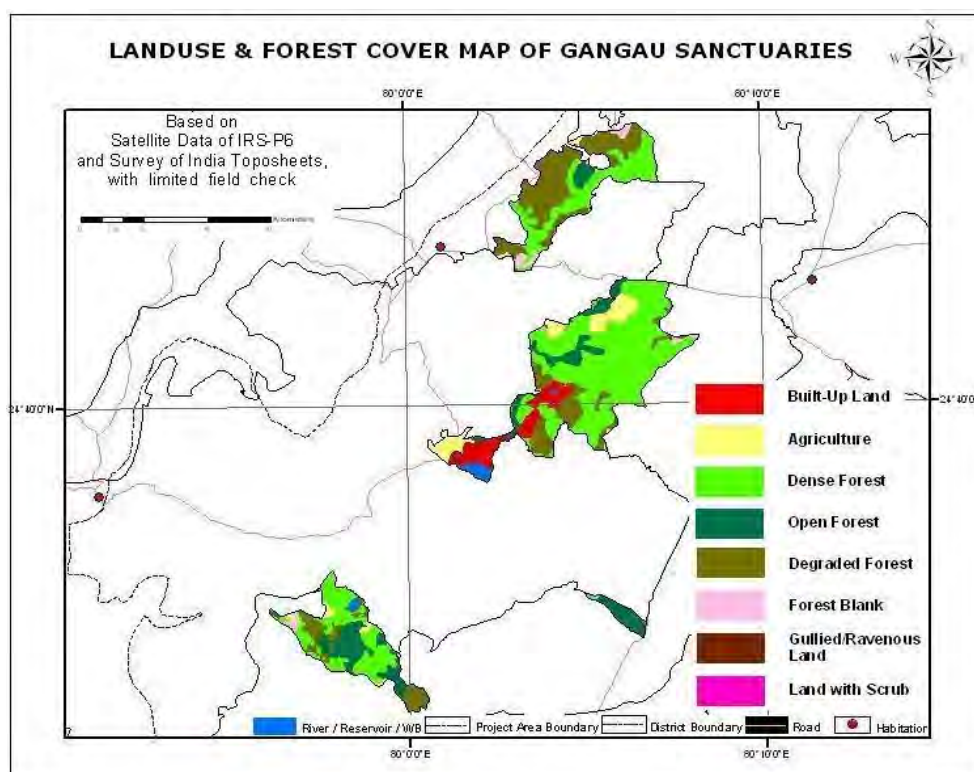 LANDUSE & FOREST COVER MAP OF GANGAU SANCTUARIES
S
W
E
S
80°0'0"E
80°10'0"E
Based on
Satellite Data of IRS-P6
and Survey of India Toposheets,
with limited field check
24°40'0"N
Built-Up Land
Agriculture
Dense Forest
Open Forest
Degraded Forest
Forest Blank
Gullied/Ravenous
Land
Land with Scrub
River / Reservoir / WB
Project Area Boundary
District Boundary
Road
Habitation
80°0'0"E
80°10'0"E